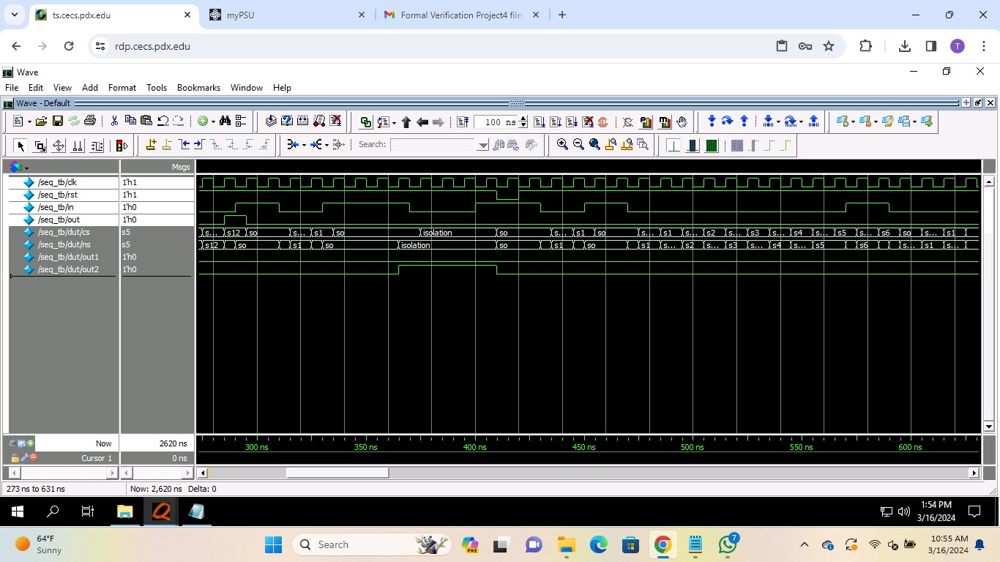 ts.cecs.pdx.edu
myPSU
Formal Verification Project4 file
rdp.cecs.pdx.edu
T
Wave
File Edit View Add Format Tools Bookmarks Window Help
Wave - Default
100 ns
Search:
Msgs
/seq_tb/clk 1'h1
/seq_tb/rst 1'h1
/seq_tb/in 1'h0
/seq_tb/out 1'h0
/seq_tb/dut/cs s5 s... s12 so s... s1 so isolation so s... s1 so s... s1 s... s2 s... s3 s... s4 s... s5 s... s6 so s... s1
/seq_tb/dut/ns s5 s12 so s1 so isolation so s1 so s1 s... s2 s... s3 s... s4 s... s5 s6 s... s1 s...
/seq_tb/dut/out1 1'h0
/seq_tb/dut/out2 1'h0
Now 2620 ns
300 ns 350 ns 400 ns 450 ns 500 ns 550 ns 600 ns
Cursor 1 0 ns
273 ns to 631 ns Now: 2,620 ns Delta: 0
1:54 PM
3/16/2024
64°F
Sunny
Search
PRE
7
10:55 AM
3/16/2024